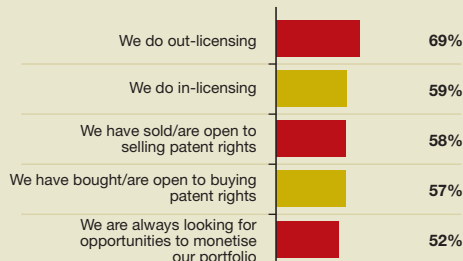 We do out-licensing 69%
We do in-licensing 59%
We have sold/are open to
selling patent rights 58%
We have bought/are open to buying
patent rights 57%
We are always looking for
opportunities to monetise 52%
our portfolio